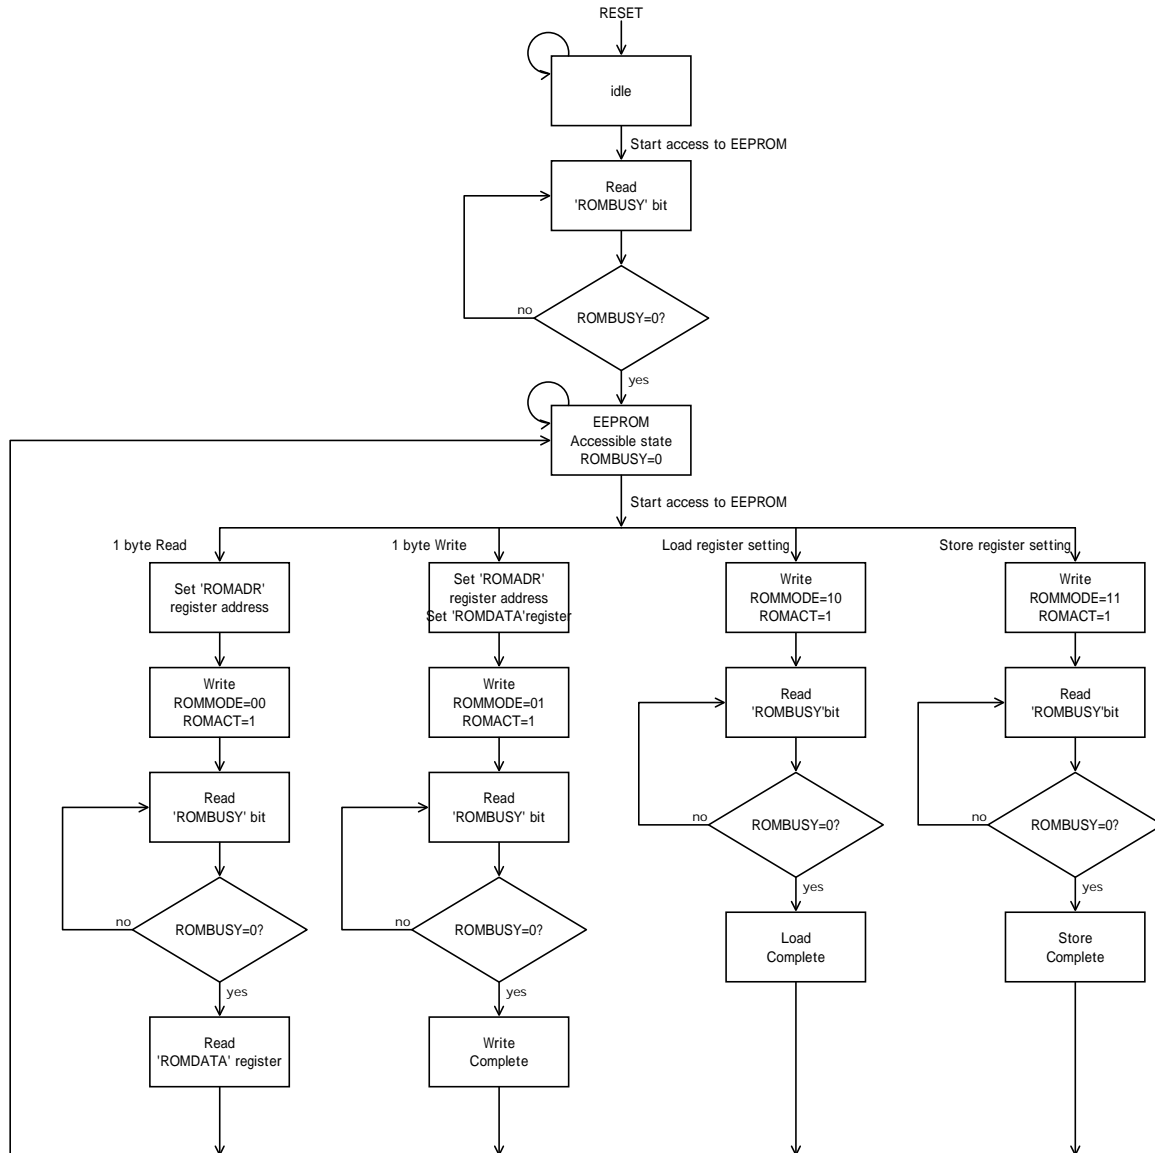 RESET
idle
Start access to EEPROM
Read
'ROMBUSY' bit
no
ROMBUSY=0?
yes
EEPROM
Accessible state
ROMBUSY=0
Start access to EEPROM
1 byte Read
1 byte Write
Load register setting
Store register setting
Set 'ROMADR'
register address
Set 'ROMADR'
register address
Set 'ROMDATA'register
Write
ROMMODE=10
ROMACT=1
Write
ROMMODE=11
ROMACT=1
Write
ROMMODE=00
ROMACT=1
Write
ROMMODE=01
ROMACT=1
Read
'ROMBUSY'bit
Read
'ROMBUSY'bit
Read
'ROMBUSY' bit
Read
'ROMBUSY' bit
no
ROMBUSY=0?
no
ROMBUSY=0?
yes
yes
no
ROMBUSY=0?
no
ROMBUSY=0?
Load
Complete
Store
Complete
yes
yes
Read
'ROMDATA' register
Write
Complete